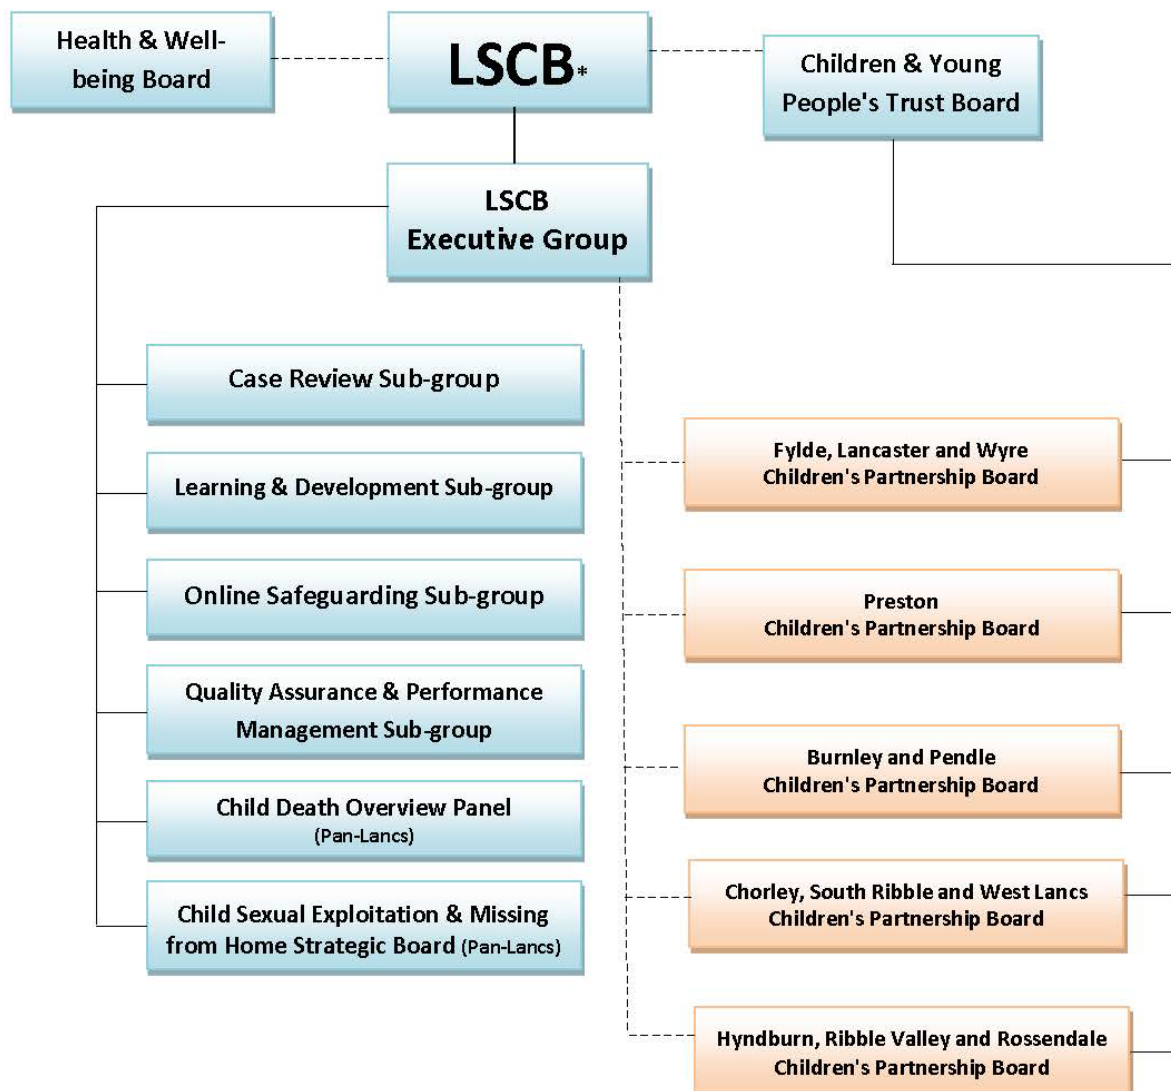 Health & Well-
being Board
LSCB*
Children & Young
People's Trust Board
LSCB
Executive Group
Case Review Sub-group
Learning & Development Sub-group
Online Safeguarding Sub-group
Quality Assurance & Performance
Management Sub-group
Child Death Overview Panel
(Pan-Lancs)
Child Sexual Exploitation & Missing
from Home Strategic Board (Pan-Lancs)
Fylde, Lancaster and Wyre
Children's Partnership Board
Preston
Children's Partnership Board
Burnley and Pendle
Children's Partnership Board
Chorley, South Ribble and West Lancs
Children's Partnership Board
Hyndburn, Ribble Valley and Rossendale
Children's Partnership Board